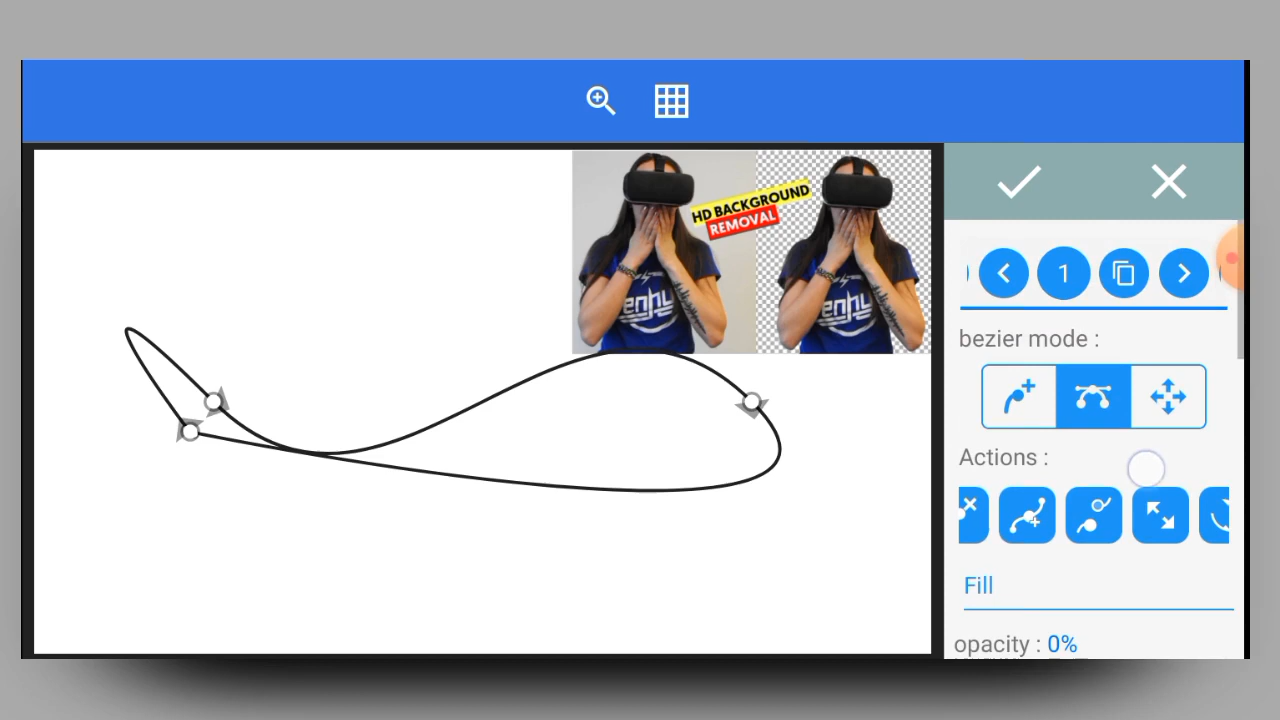 HD BACKGROUND
REMOVAL
1
bezier mode :
Actions :
Fill
opacity : 0%